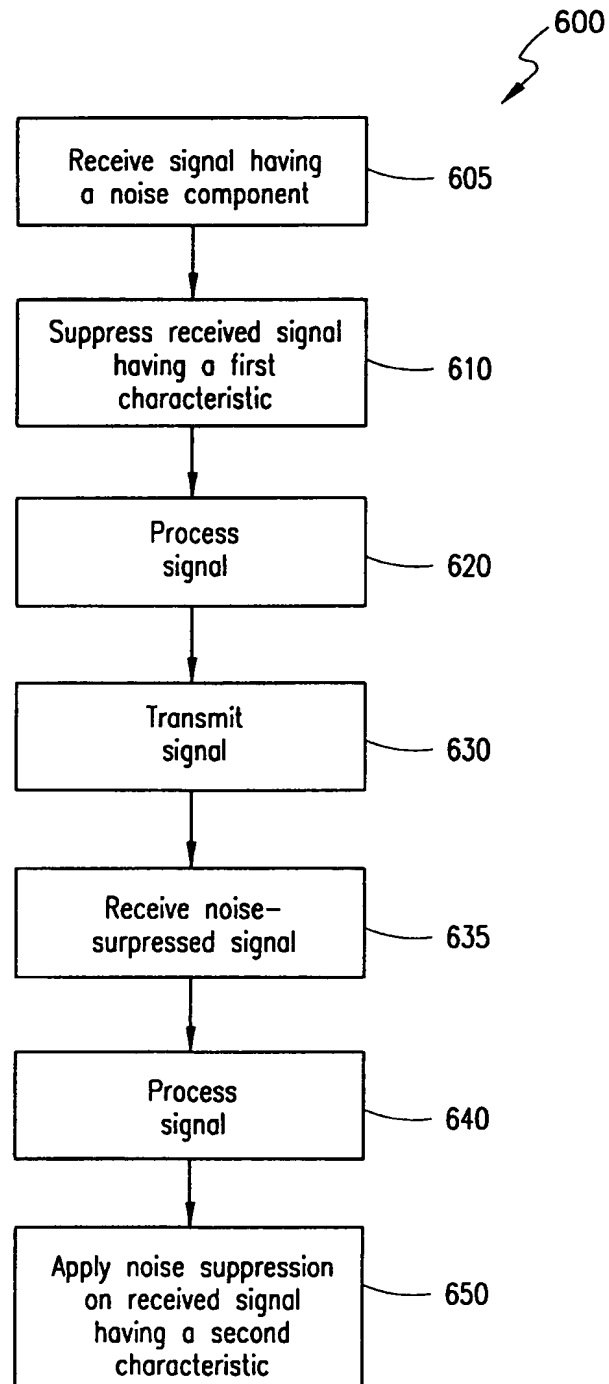 600
Receive signal having
a noise component
605
Suppress received signal
having a first
characteristic
610
Process
signal
620
Transmit
signal
630
Receive noise-
surpressed signal
635
Process
signal
640
Apply noise suppression
on received signal
having a second
characteristic
650